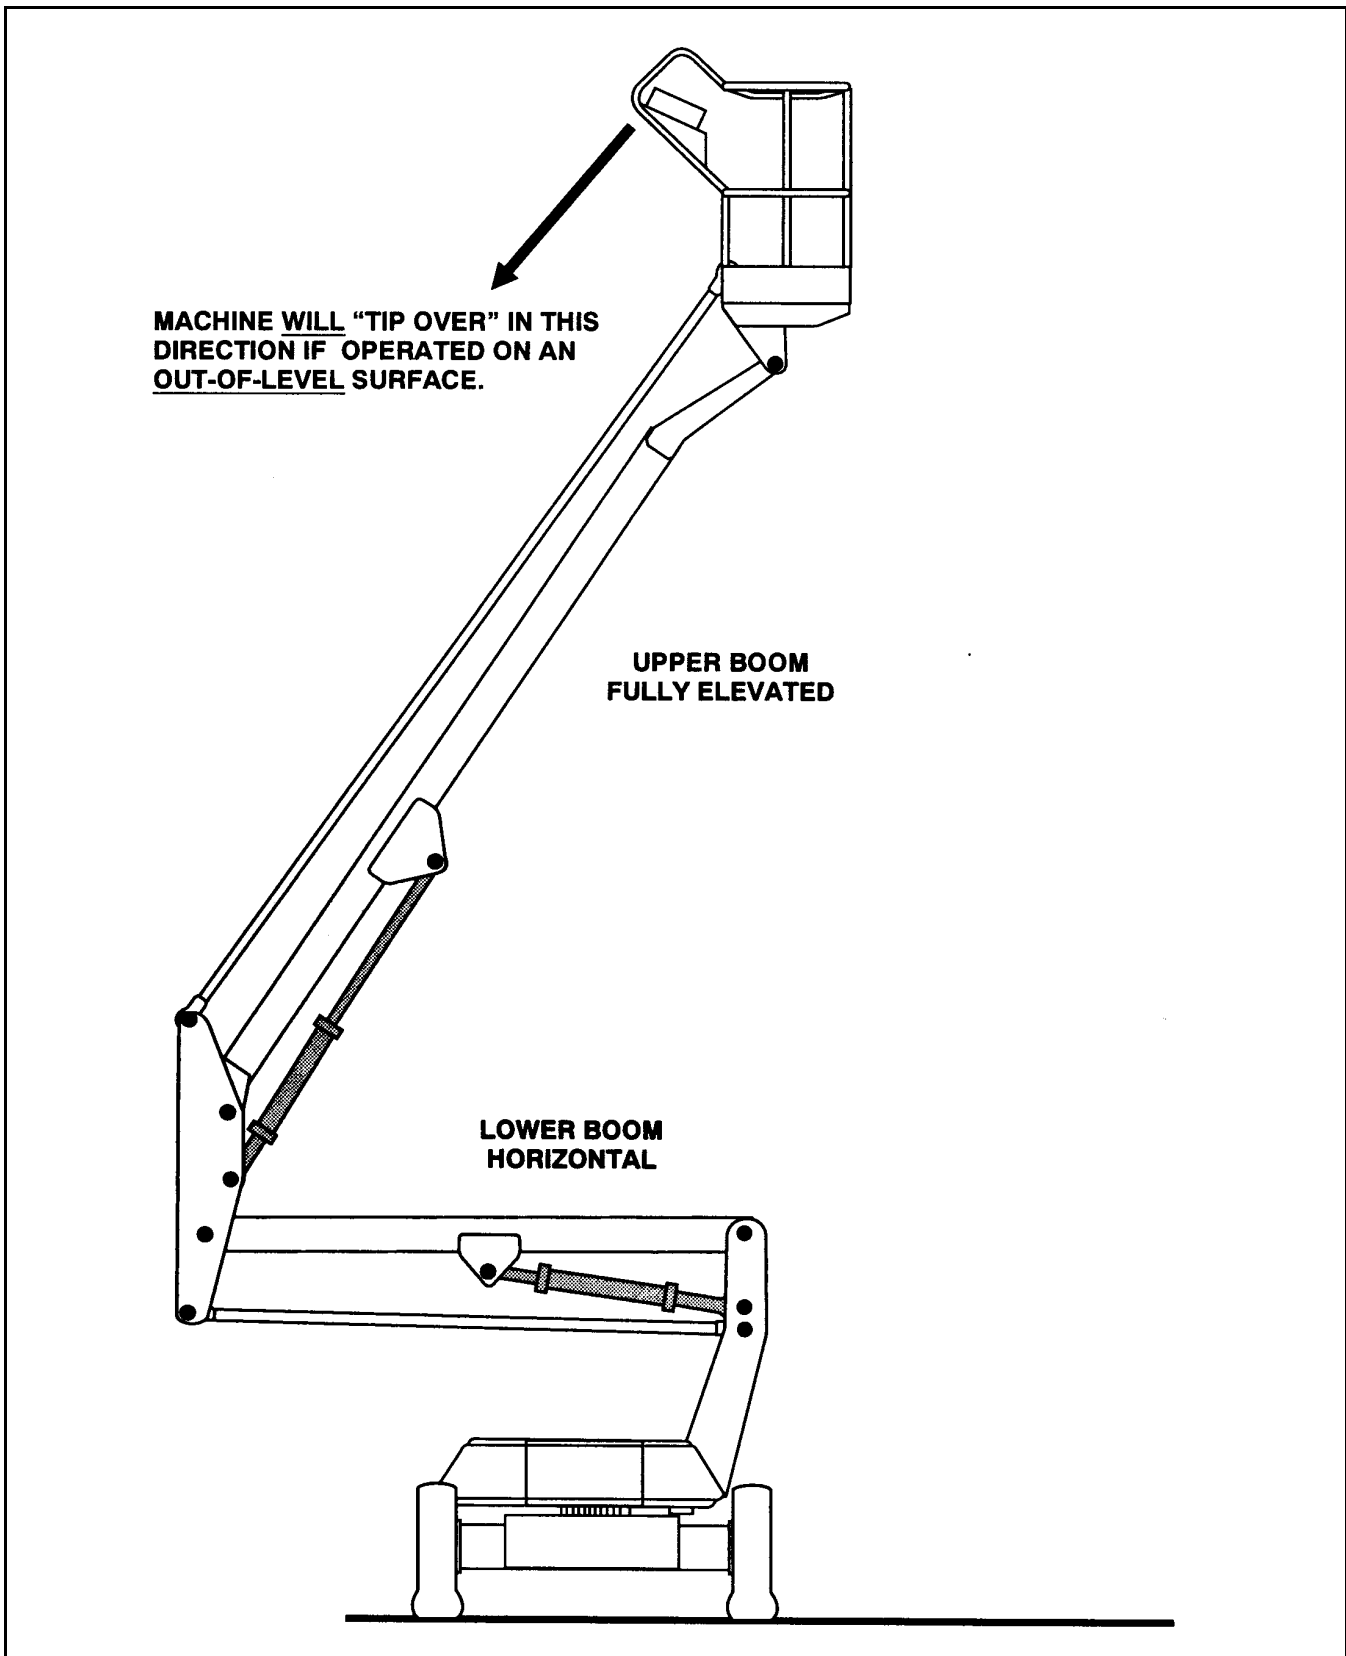 MACHINE WILL “TIP OVER” IN THIS
DIRECTION IF OPERATED ON AN
OUT-OF-LEVEL SURFACE.
UPPER BOOM
FULLY ELEVATED
LOWER BOOM
HORIZONTAL